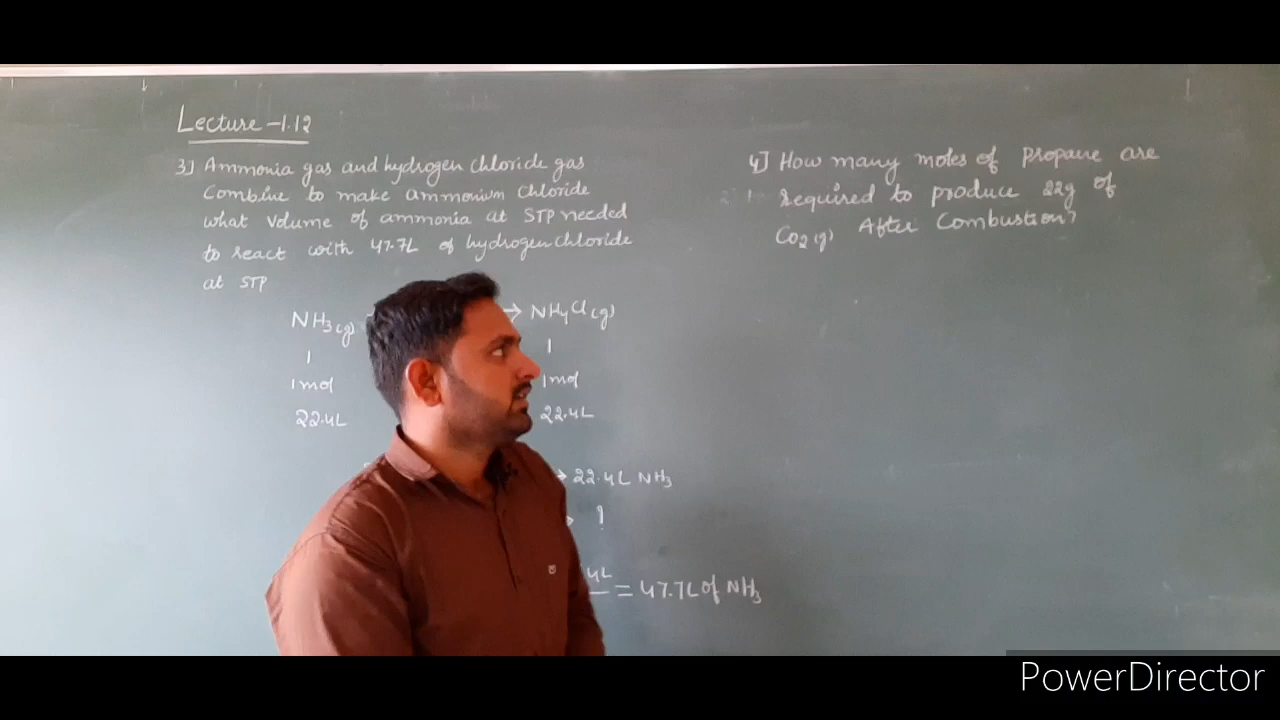 Lecture-1.12
3] Ammonia gas and hydrogen chloride gas
Combine to make ammonium chloride
what volume of ammonia at STP needed
to react with 47.7L of hydrogen chloride
at STP
NH3(g) → NH4Cl(g)
1 1
1mol 1mol
22.4L 22.4L
→ 22.4L NH3
?
4L = 47.7L of NH3
4] How many moles of Propane are
required to produce 22g of
CO2(g) After Combustion?
PowerDirector